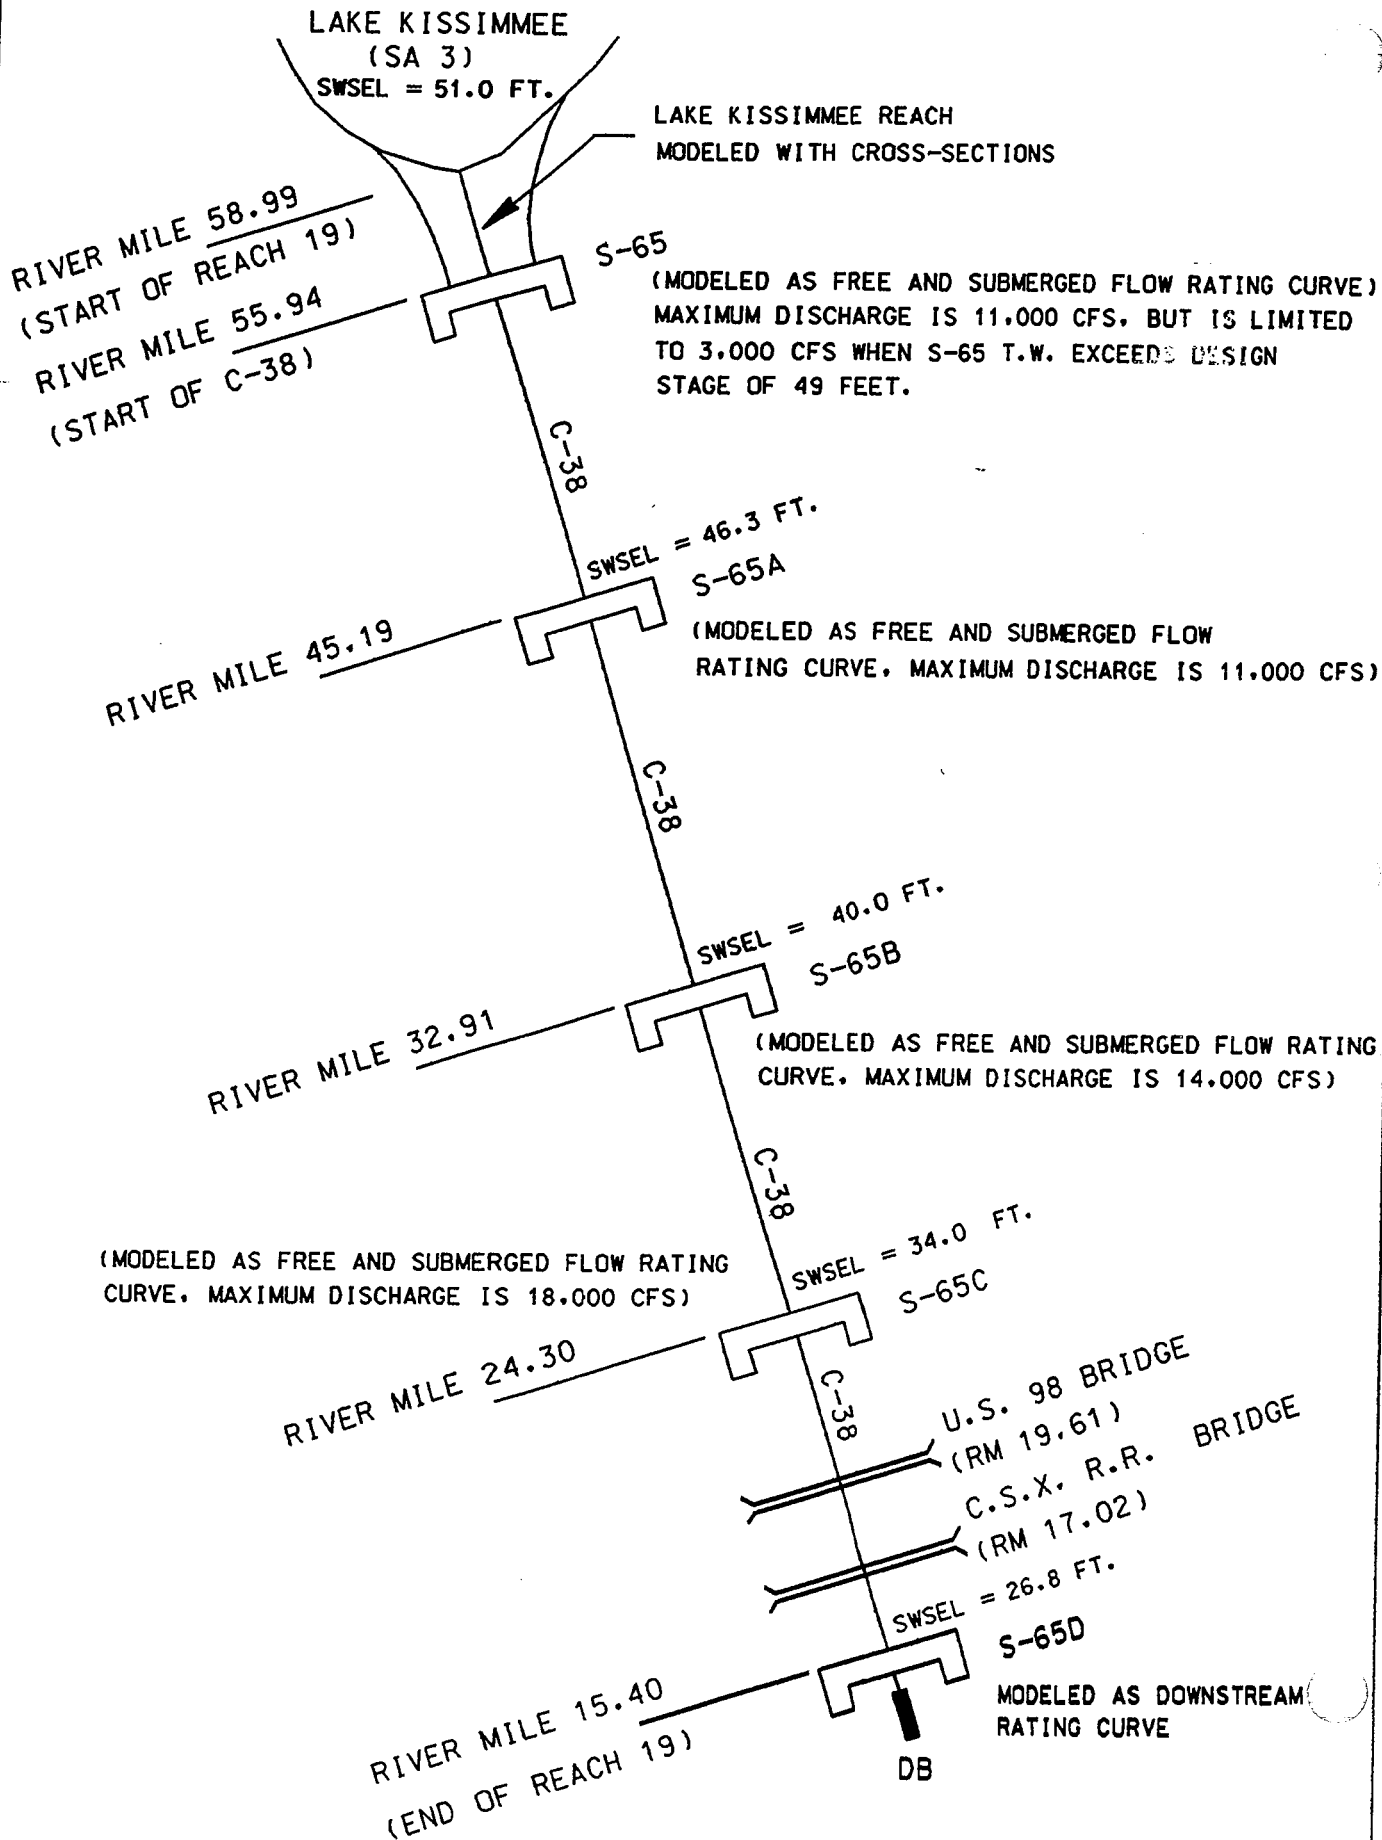 LAKE KISSIMMEE
(SA 3)
SWSEL = 51.0 FT.
LAKE KISSIMMEE REACH
MODELED WITH CROSS-SECTIONS
RIVER MILE 58.99
(START OF REACH 19)
RIVER MILE 55.94
(START OF C-38)
S-65
(MODELED AS FREE AND SUBMERGED FLOW RATING CURVE)
MAXIMUM DISCHARGE IS 11.000 CFS. BUT IS LIMITED
TO 3.000 CFS WHEN S-65 T.W. EXCEEDS DESIGN
STAGE OF 49 FEET.
C-38
SWSEL = 46.3 FT.
S-65A
RIVER MILE 45.19
(MODELED AS FREE AND SUBMERGED FLOW
RATING CURVE. MAXIMUM DISCHARGE IS 11.000 CFS)
C-38
SWSEL = 40.0 FT.
S-65B
RIVER MILE 32.91
(MODELED AS FREE AND SUBMERGED FLOW RATING
CURVE. MAXIMUM DISCHARGE IS 14.000 CFS)
C-38
SWSEL = 34.0 FT.
S-65C
(MODELED AS FREE AND SUBMERGED FLOW RATING
CURVE. MAXIMUM DISCHARGE IS 18.000 CFS)
RIVER MILE 24.30
C-38
U.S. 98 BRIDGE
(RM 19.61)
C.S.X. R.R. BRIDGE
(RM 17.02)
SWSEL = 26.8 FT.
S-65D
RIVER MILE 15.40
(END OF REACH 19)
MODELED AS DOWNSTREAM
RATING CURVE
DB